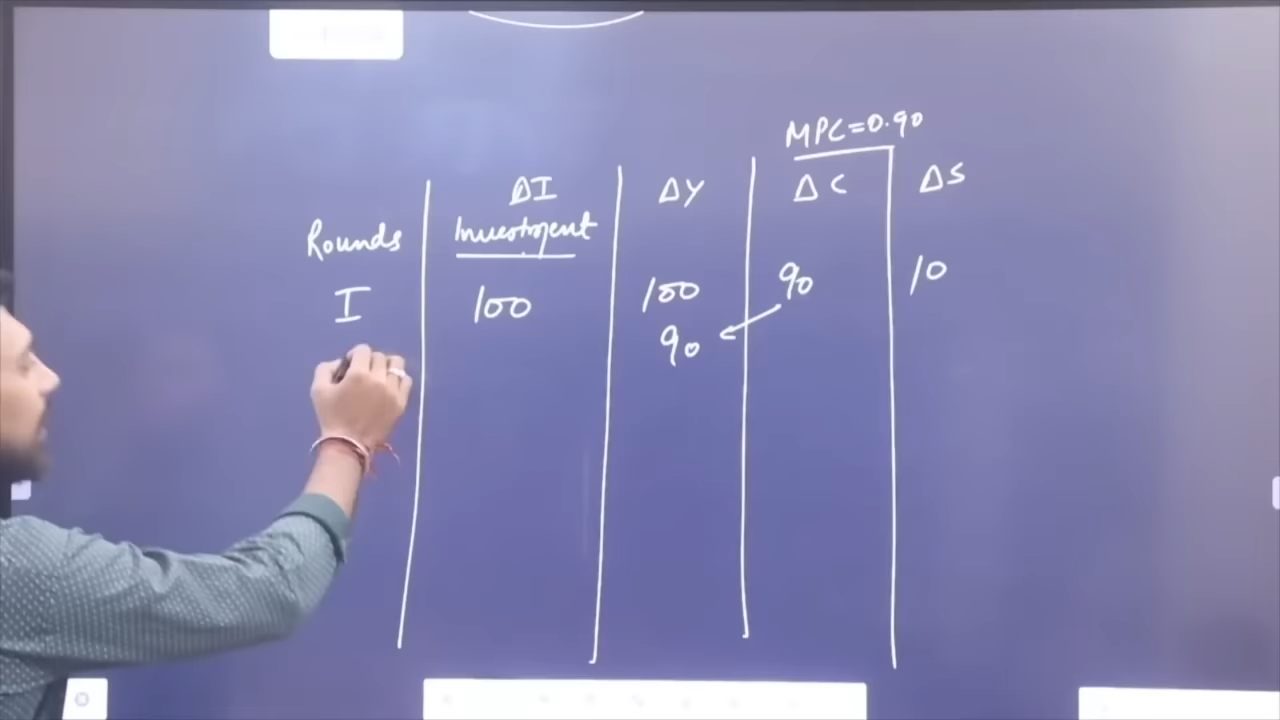 MPC=0.90
ΔI ΔY ΔC ΔS
Rounds Investment
I 100 100 90 10
90